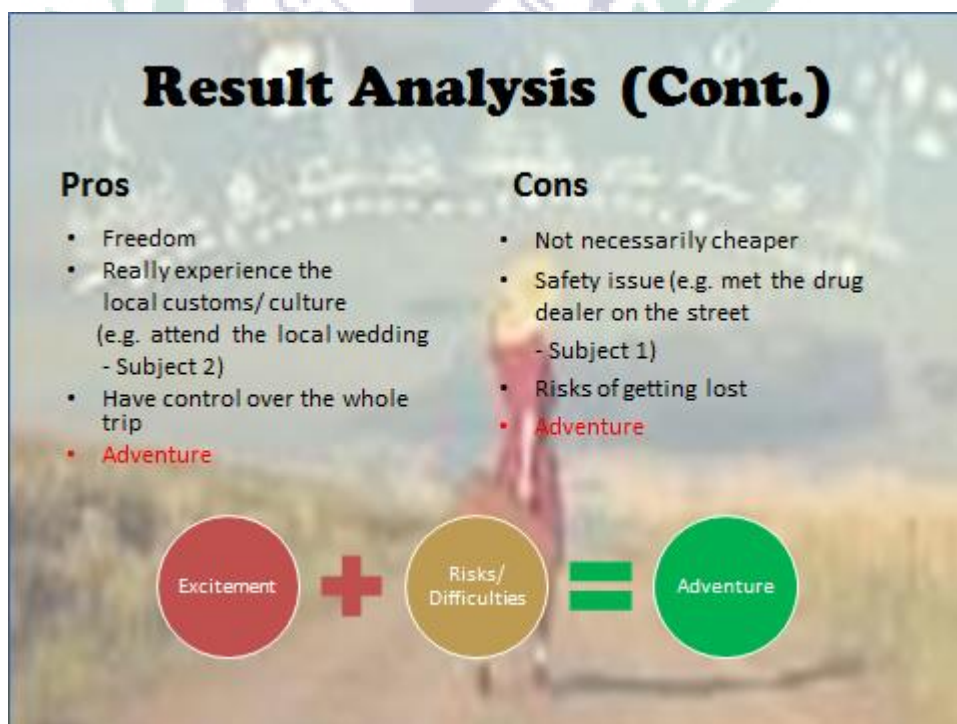 Result Analysis (Cont.)
Pros
• Freedom
• Really experience the
local customs/ culture
(e.g. attend the local wedding
- Subject 2)
• Have control over the whole
trip
• Adventure
Cons
• Not necessarily cheaper
• Safety issue (e.g. met the drug
dealer on the street
- Subject 1)
• Risks of getting lost
• Adventure
Excitement
Risks/
Difficulties
Adventure